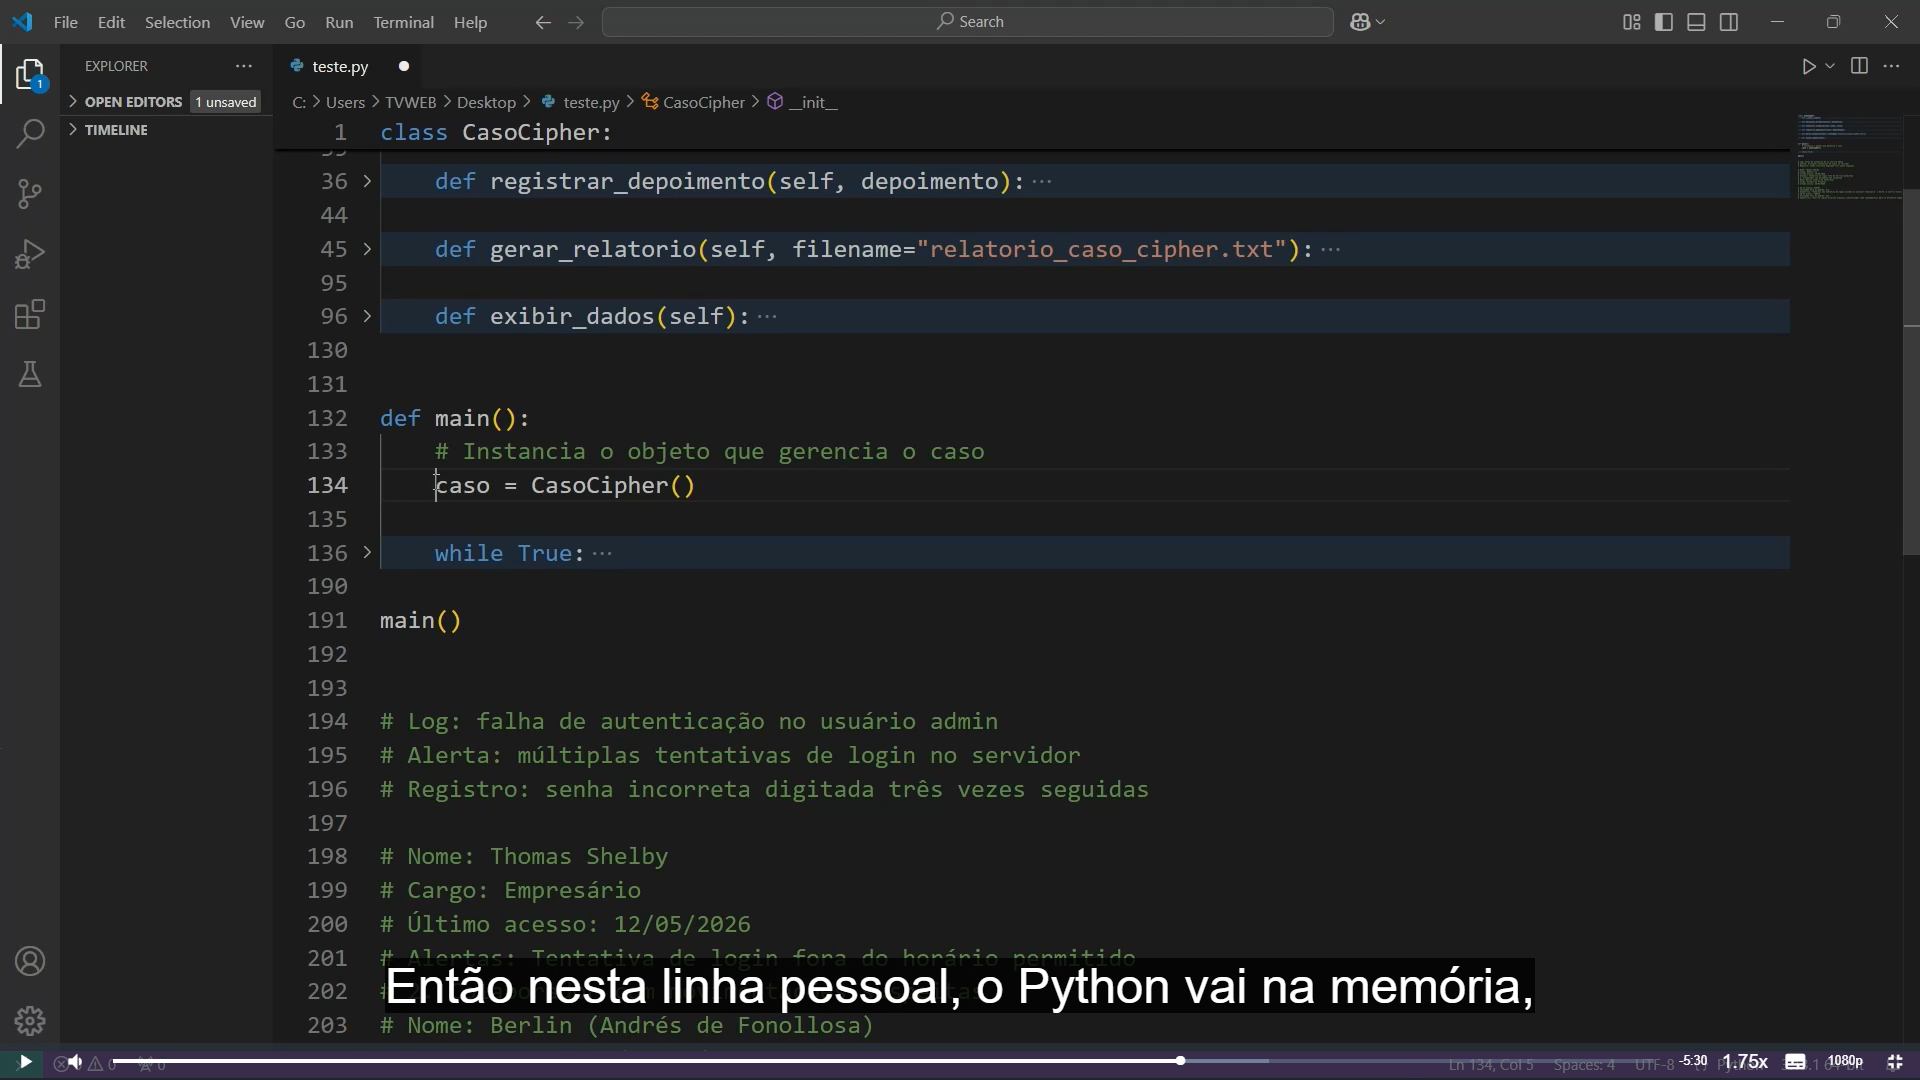 File Edit Selection View Go Run Terminal Help Search
EXPLORER
teste.py
OPEN EDITORS 1 unsaved
C: > Users > TVWEB > Desktop > teste.py > CasoCipher > __init__
TIMELINE
1 class CasoCipher:
36 def registrar_depoimento(self, depoimento): ···
44
45 def gerar_relatorio(self, filename="relatorio_caso_cipher.txt"): ···
95
96 def exibir_dados(self): ···
130
131
132 def main():
133 # Instancia o objeto que gerencia o caso
134 caso = CasoCipher()
135
136 while True: ···
190
191 main()
192
193
194 # Log: falha de autenticação no usuário admin
195 # Alerta: múltiplas tentativas de login no servidor
196 # Registro: senha incorreta digitada três vezes seguidas
197
198 # Nome: Thomas Shelby
199 # Cargo: Empresário
200 # Último acesso: 12/05/2026
201 # Alertas: Tentativa de login fora do horário permitido
202
Então nesta linha pessoal, o Python vai na memória,
203 # Nome: Berlin (Andrés de Fonollosa)
Ln 134, Col 5 Spaces: 4 UTF-8
-5:30 1.75x 1080p